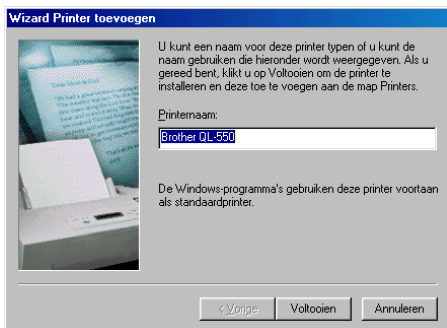 Wizard Printer toevoegen
U kunt een naam voor deze printer typen of u kunt de
naam gebruiken die hieronder wordt weergegeven. Als u
gereed bent, klikt u op Voltooien om de printer te
installeren en deze toe te voegen aan de map Printers.
Printernaam:
Brother QL-550
De Windows-programma's gebruiken deze printer voortaan
als standaardprinter.
< Vorige
Voltooien
Annuleren